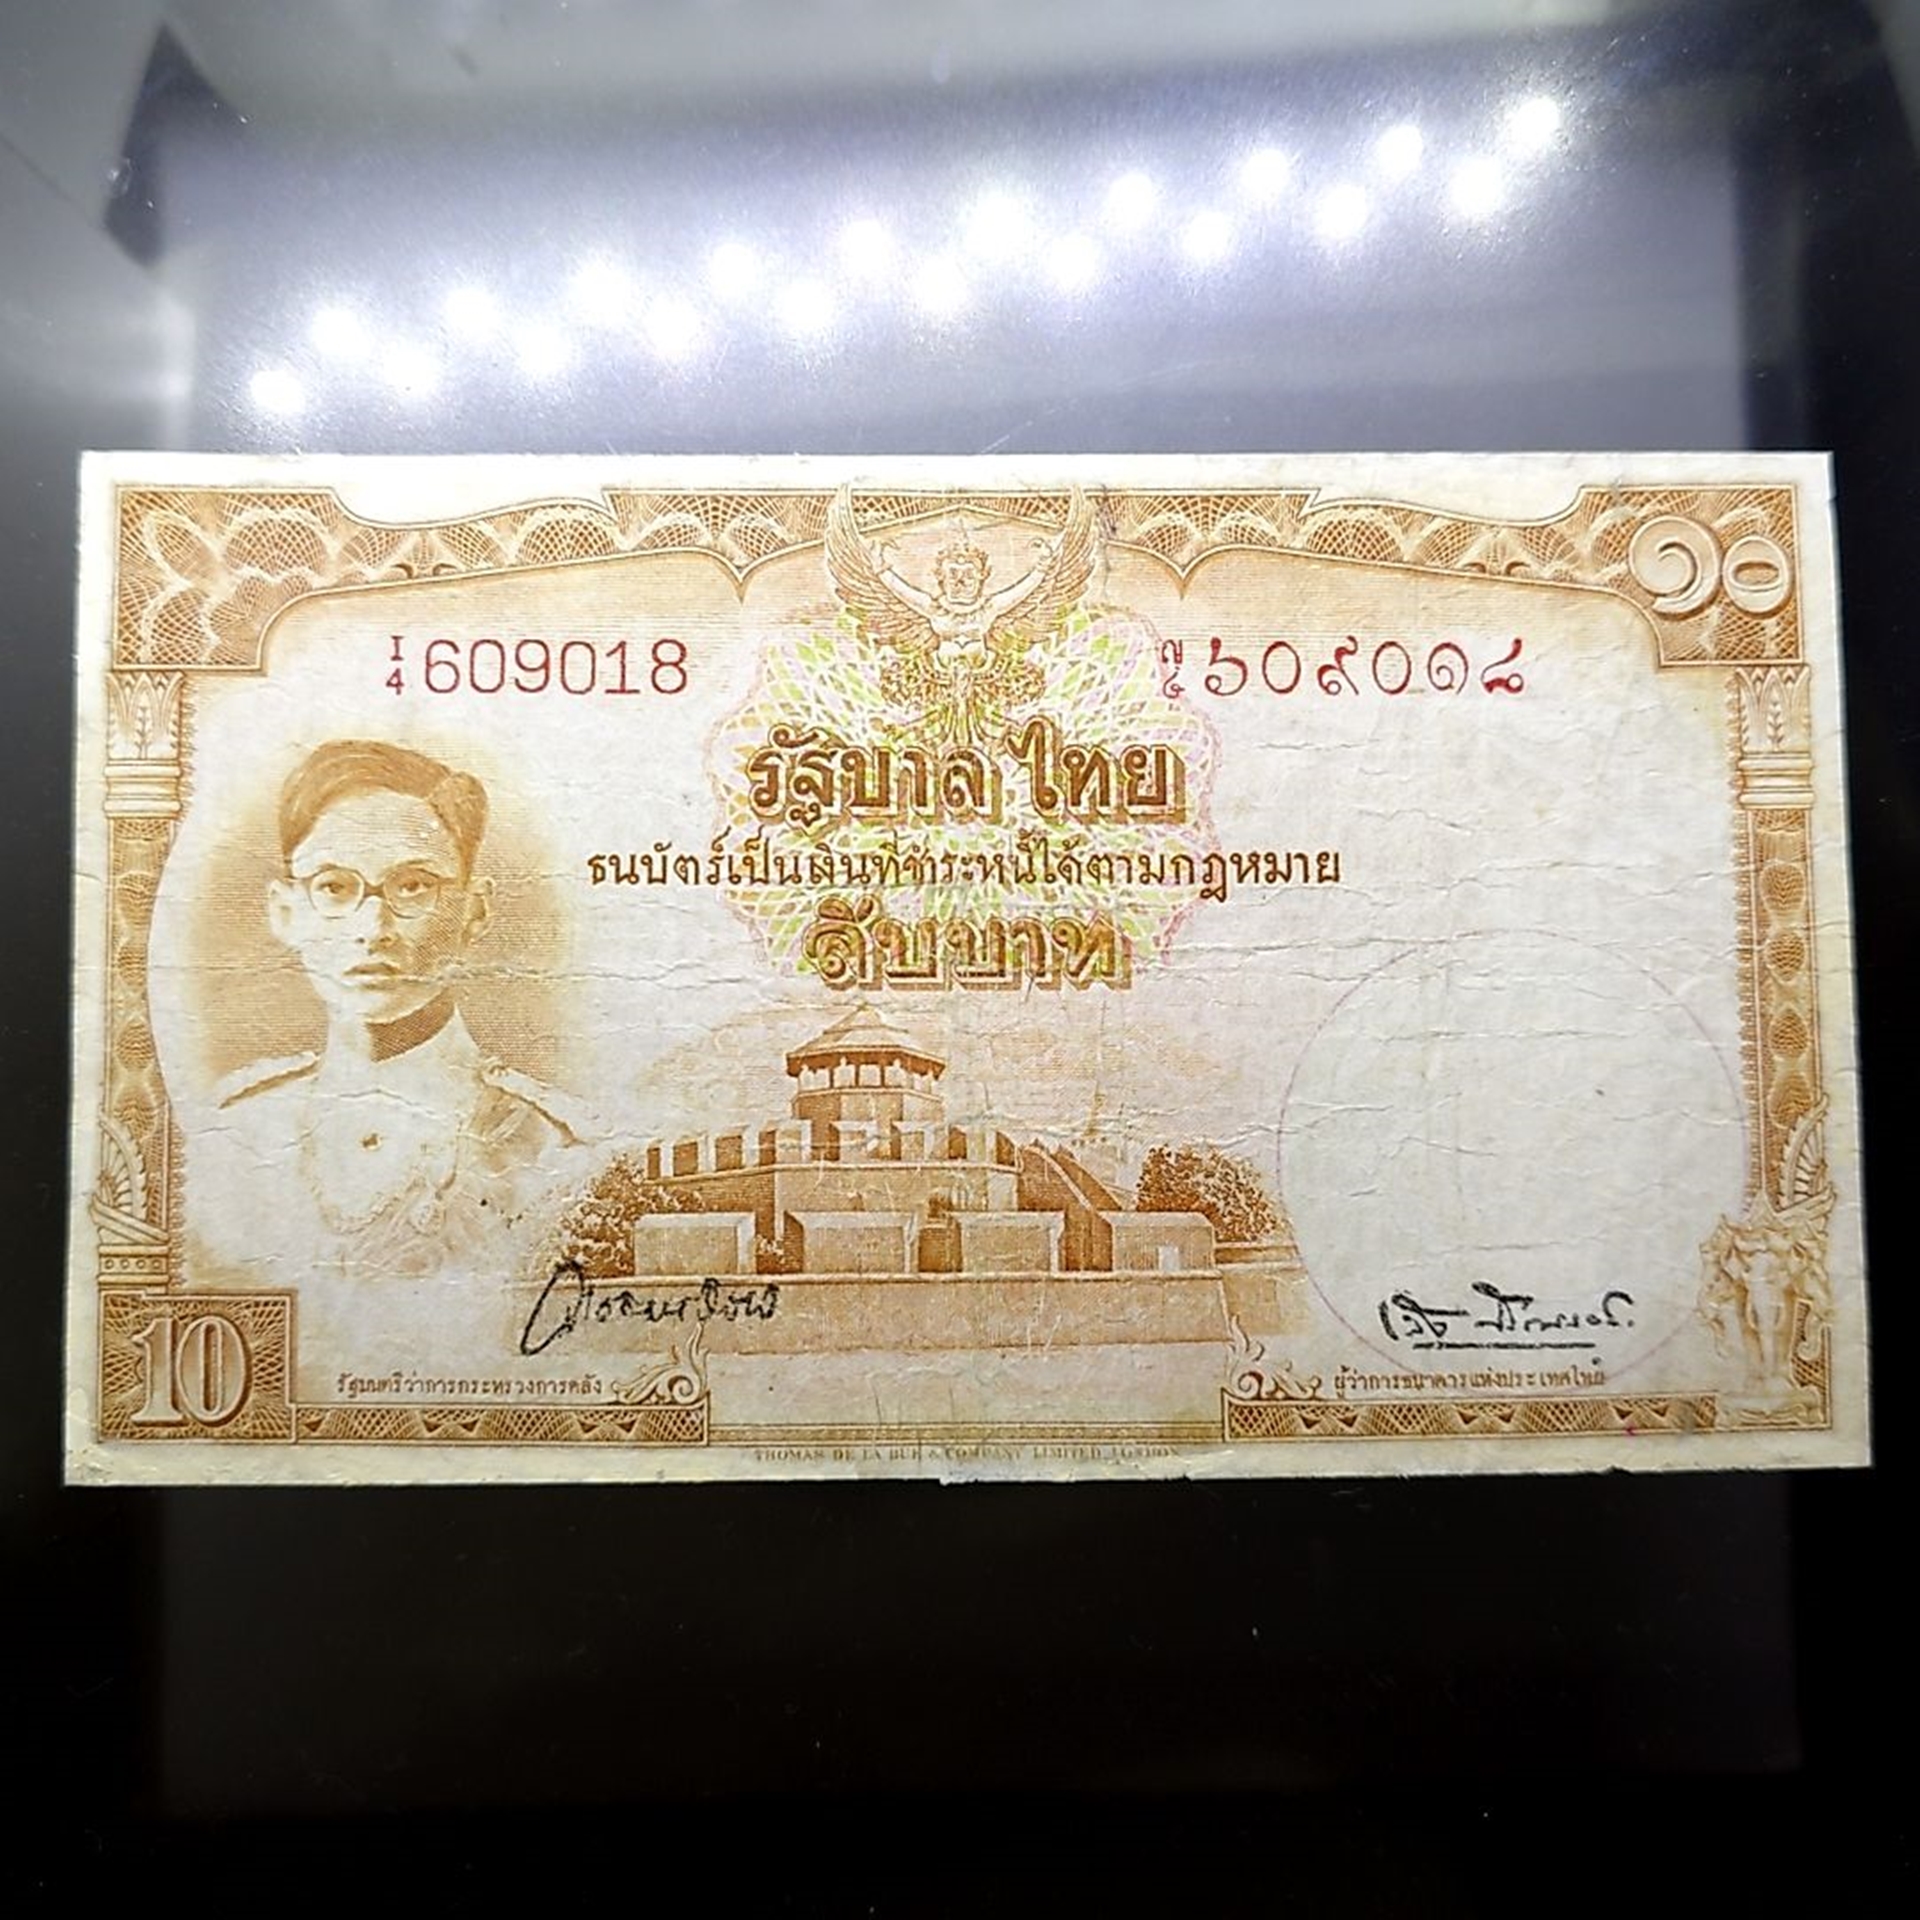 ๑๐
I/4 609018
ญ/๔ ๖๐๙๐๑๘
รัฐบาลไทย
ธนบัตร์เป็นเงินที่ชำระหนี้ได้ตามกฎหมาย
สิบบาท
10
รัฐมนตรีว่าการกระทรวงการคลัง
ผู้ว่าการธนาคารแห่งประเทศไทย
THOMAS DE LA RUE & COMPANY LIMITED, LONDON